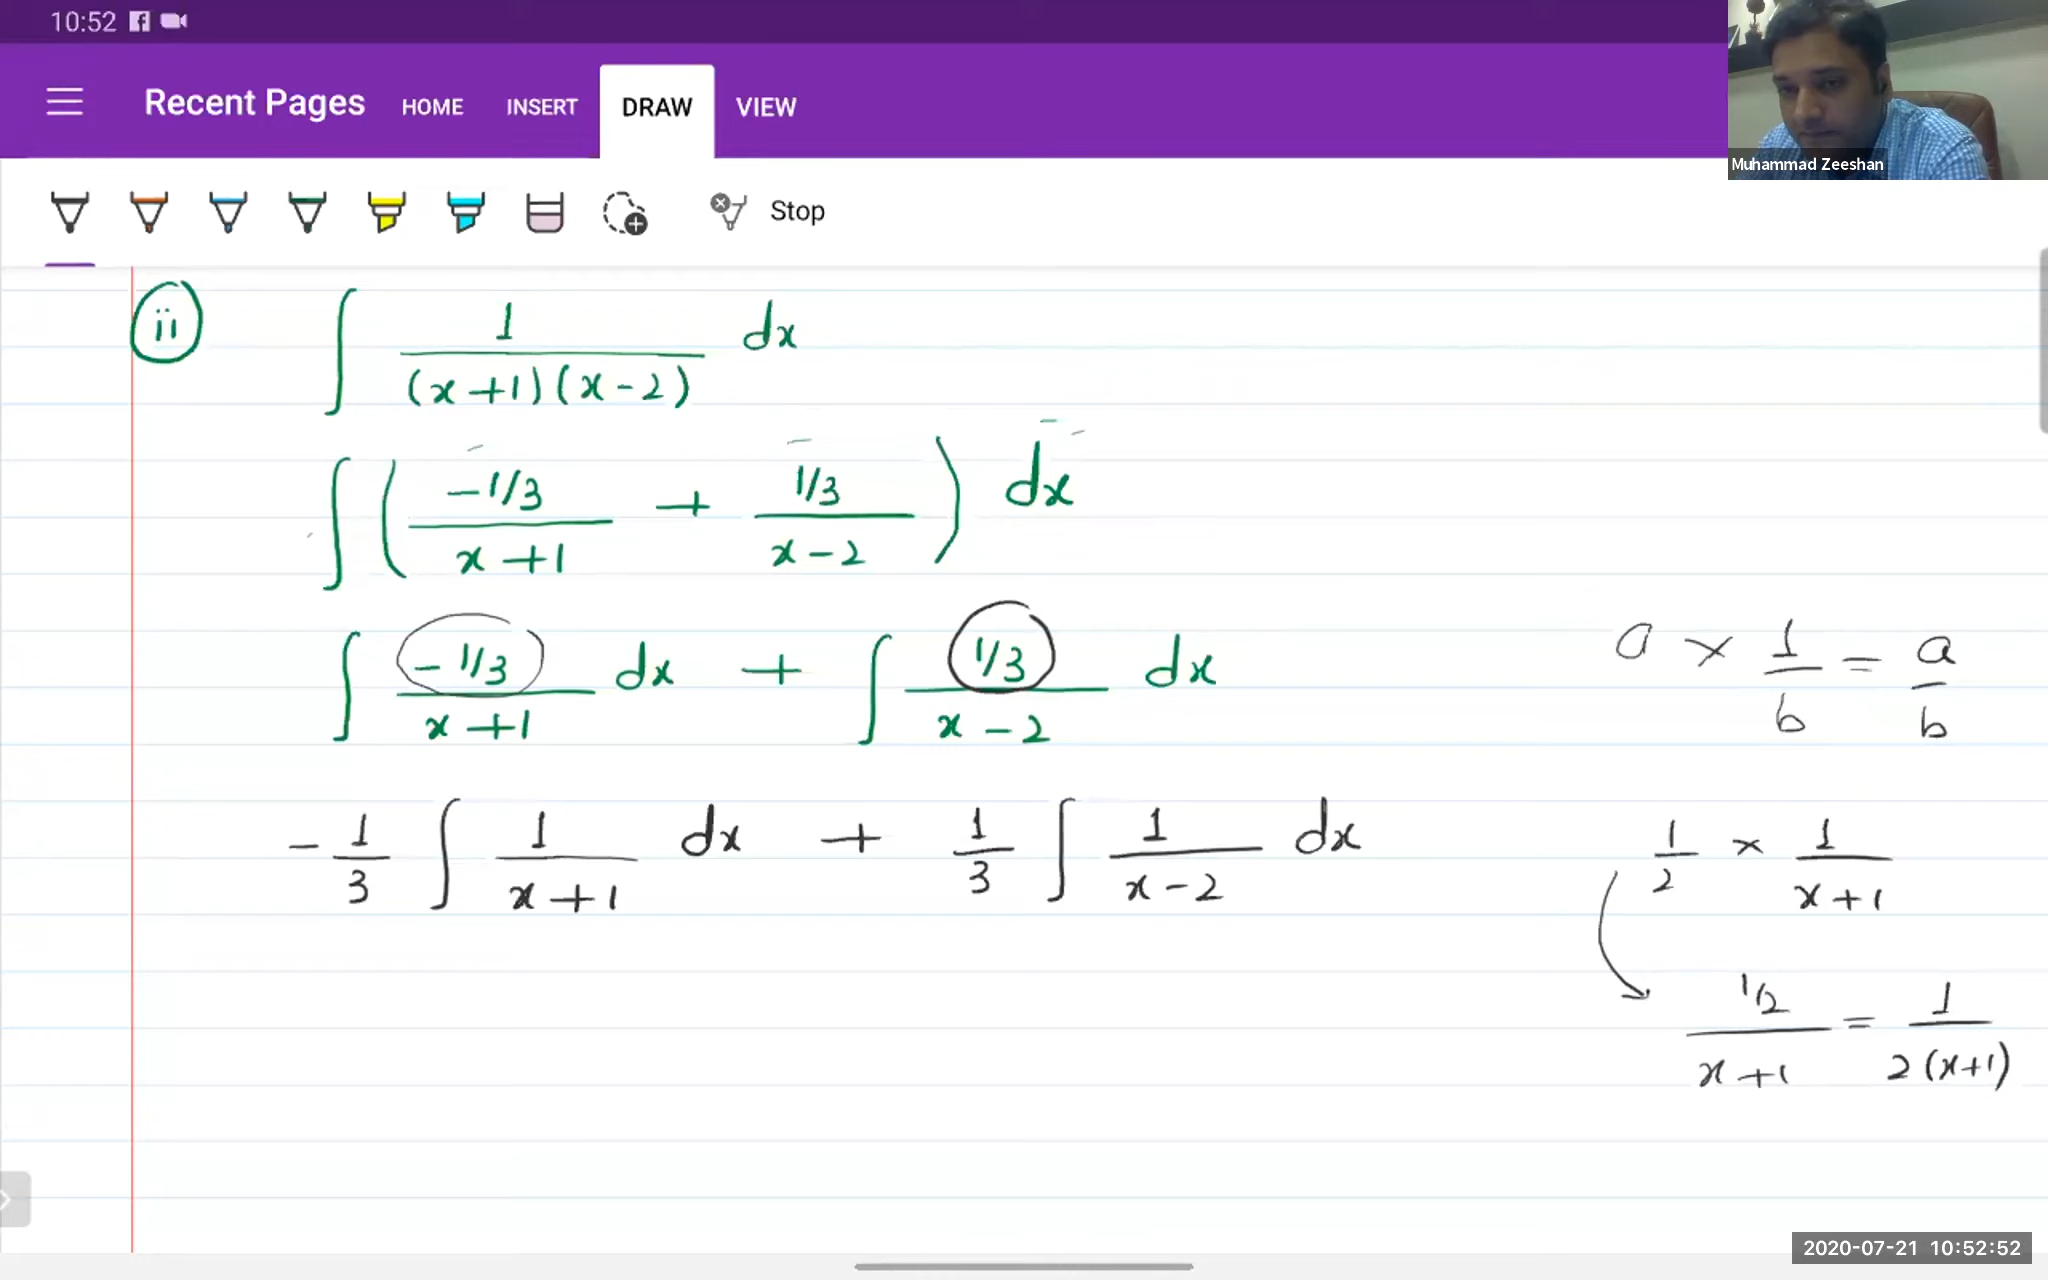 10:52
Recent Pages HOME INSERT DRAW VIEW
Muhammad Zeeshan
Stop
ii ∫ 1/((x+1)(x-2)) dx
∫ ( (-1/3)/(x+1) + (1/3)/(x-2) ) dx
∫ (-1/3)/(x+1) dx + ∫ (1/3)/(x-2) dx
-1/3 ∫ 1/(x+1) dx + 1/3 ∫ 1/(x-2) dx
a × 1/b = a/b
1/2 × 1/(x+1)
(1/2)/(x+1) = 1/(2(x+1))
2020-07-21 10:52:52